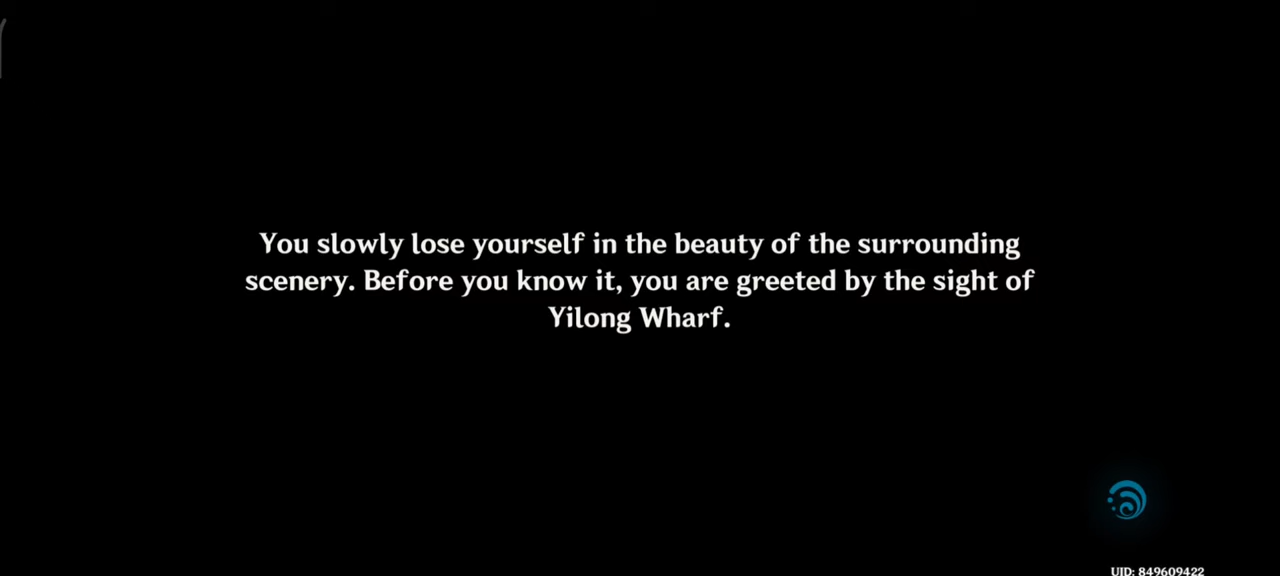 You slowly lose yourself in the beauty of the surrounding
scenery. Before you know it, you are greeted by the sight of
Yilong Wharf.
UID: 849609422